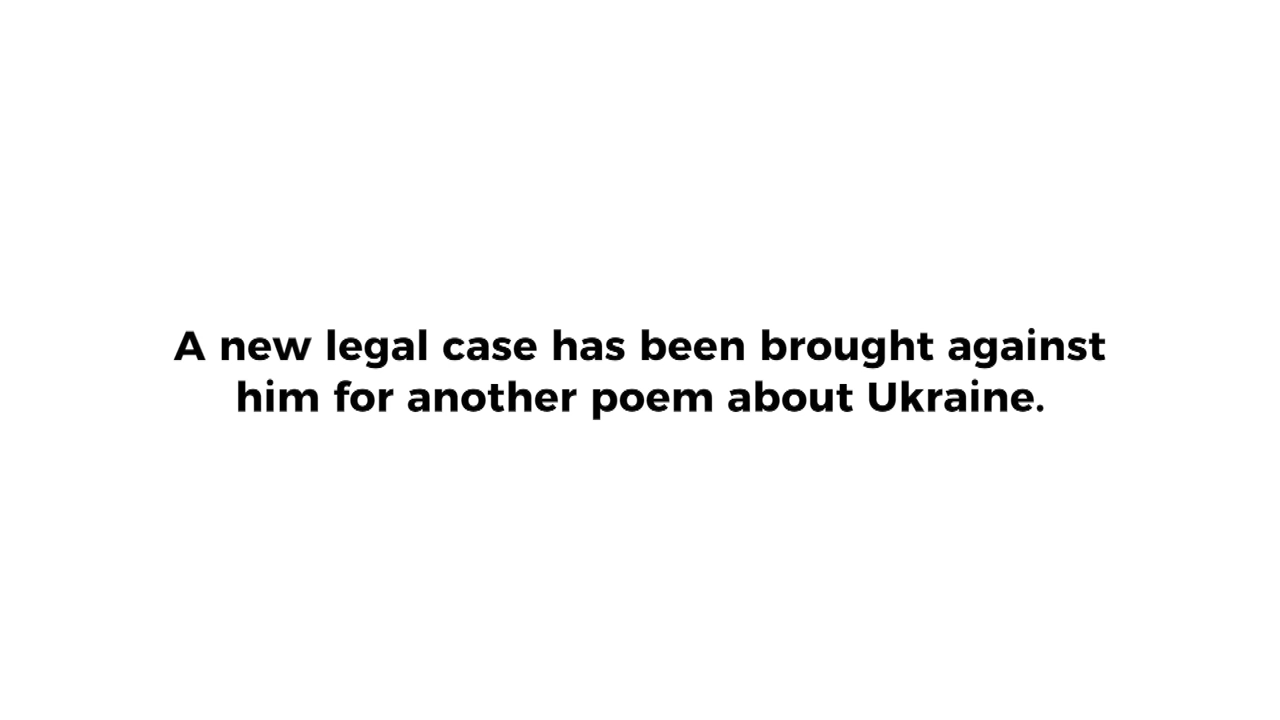 A new legal case has been brought against
him for another poem about Ukraine.